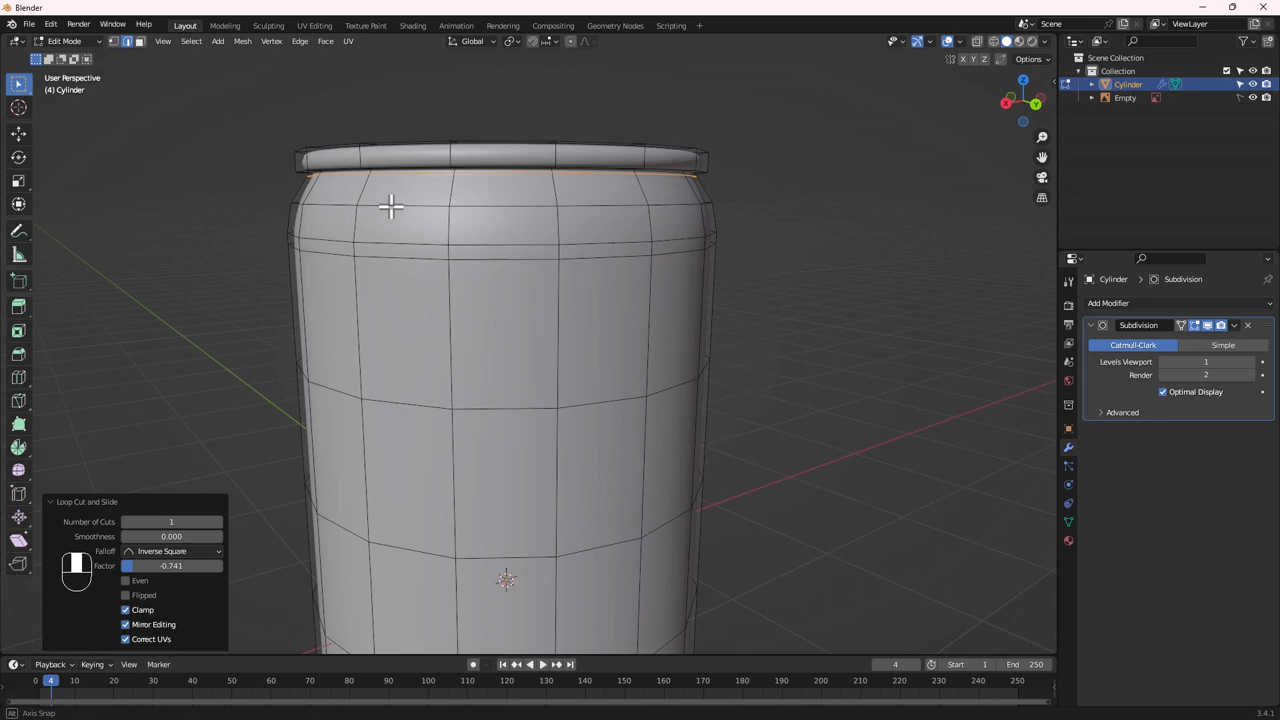 Blender
File Edit Render Window Help Layout Modeling Sculpting UV Editing Texture Paint Shading Animation Rendering Compositing Geometry Nodes Scripting + Scene ViewLayer
Edit Mode View Select Add Mesh Vertex Edge Face UV Global
X Y Z Options
User Perspective
(4) Cylinder
Scene Collection
Collection
Cylinder
Empty
Z
X Y
Cylinder > Subdivision
Add Modifier
Subdivision
Catmull-Clark Simple
Levels Viewport 1
Render 2
Optimal Display
Advanced
Loop Cut and Slide
Number of Cuts 1
Smoothness 0.000
Falloff Inverse Square
Factor -0.741
Even
Flipped
Clamp
Mirror Editing
Correct UVs
Playback Keying View Marker 4 Start 1 End 250
0 4 10 20 30 40 50 60 70 80 90 100 110 120 130 140 150 160 170 180 190 200 210 220 230 240 250
Alt Axis Snap 3.4.1